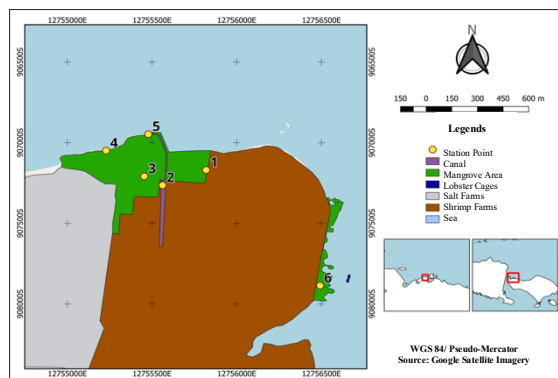 12755000E 12755500E 12756000E 12756500E
9065000S
9070000S
9075000S
9080000S
1
2
3
4
5
6
N
150 0 150 300 450 600 m
Legends
Station Point
Canal
Mangrove Area
Lobster Cages
Salt Farms
Shrimp Farms
Sea
WGS 84/ Pseudo-Mercator
Source: Google Satellite Imagery
12755000E 12755500E 12756000E 12756500E